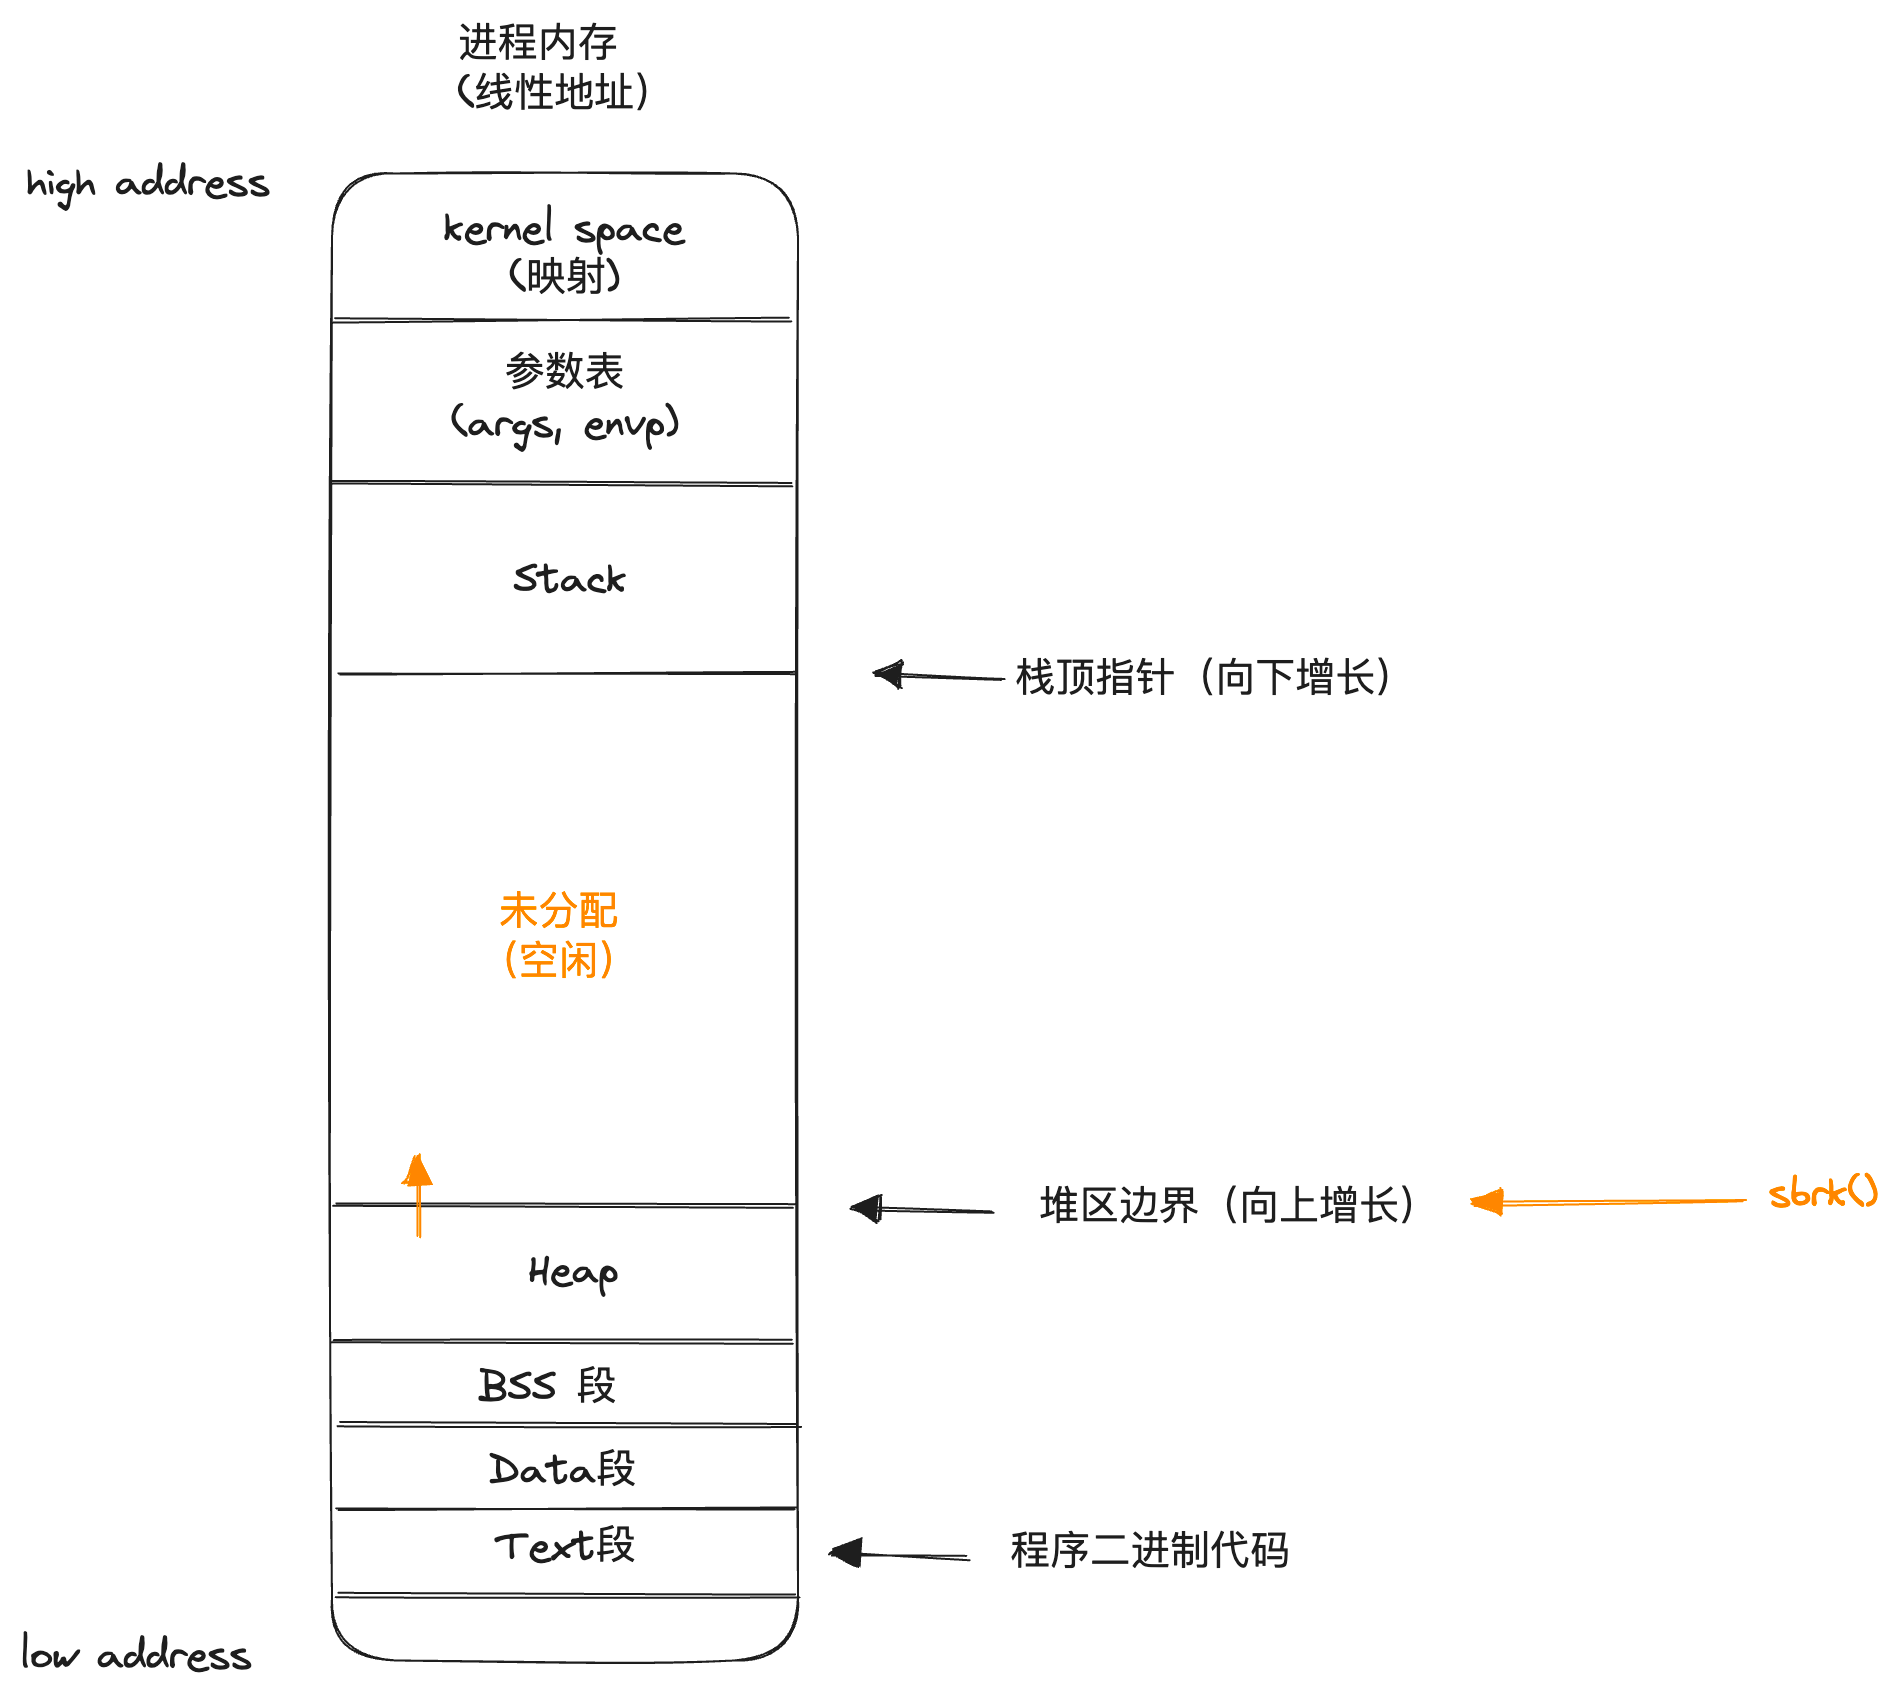 进程内存
(线性地址)
high address
kernel space
(映射)
参数表
(args, envp)
Stack
栈顶指针（向下增长）
未分配
(空闲)
堆区边界（向上增长）
sbrk()
Heap
BSS 段
Data段
Text段
程序二进制代码
low address